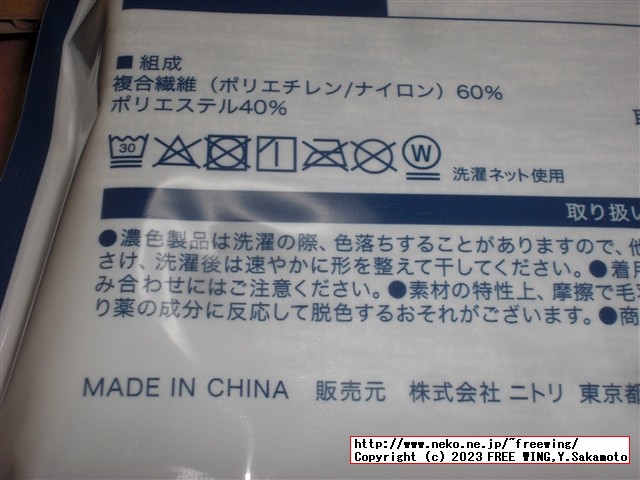 ■組成
複合繊維(ポリエチレン/ナイロン)60%
ポリエステル40%
30
W
洗濯ネット使用
取り扱い
●濃色製品は洗濯の際、色落ちすることがありますので、他
さけ、洗濯後は速やかに形を整えて干してください。●着
み合わせにはご注意ください。●素材の特性上、摩擦で毛
り薬の成分に反応して脱色するおそれがございます。●商
MADE IN CHINA 販売元 株式会社 ニトリ 東京都
http://www.neko.ne.jp/~freewing/
Copyright (c) 2023 FREE WING,Y.Sakamoto